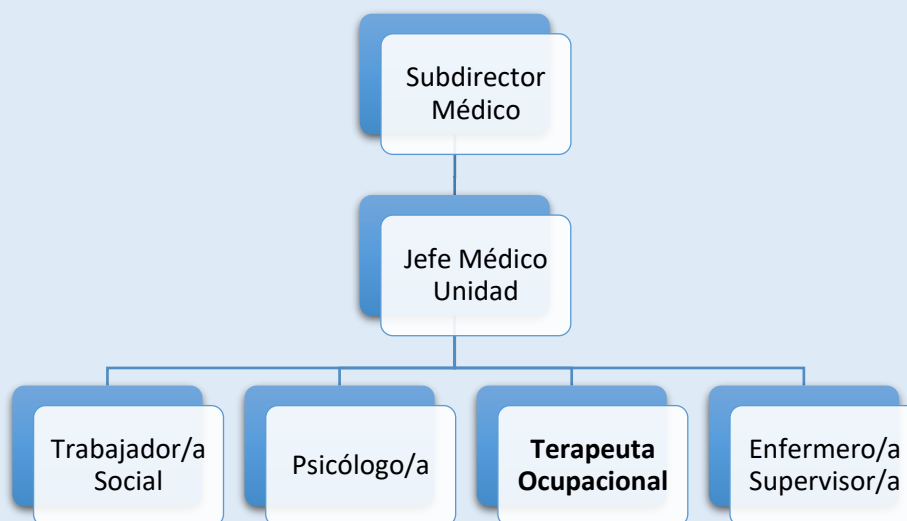 Subdirector
Médico
Jefe Médico
Unidad
Trabajador/a
Social
Psicólogo/a
Terapeuta
Ocupacional
Enfermero/a
Supervisor/a